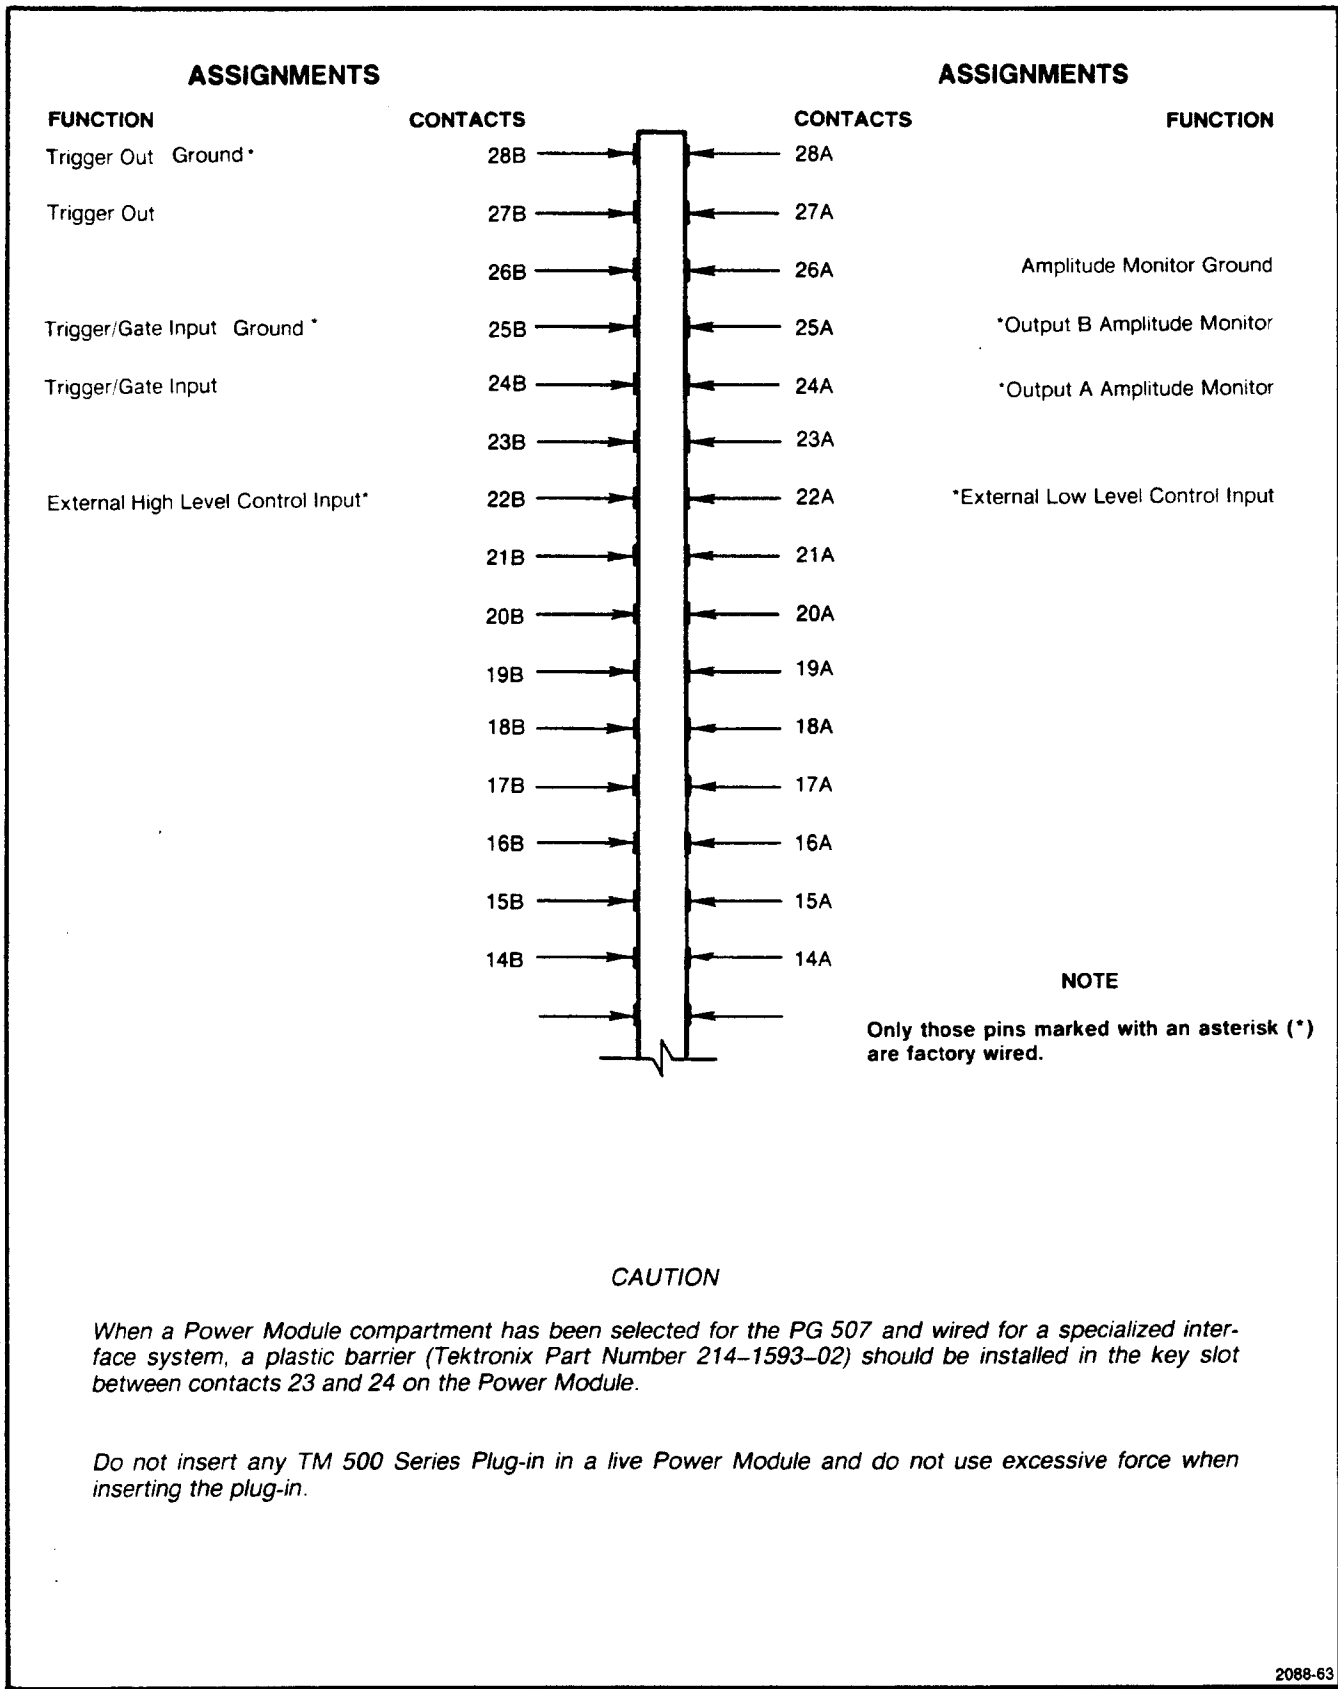 ASSIGNMENTS ASSIGNMENTS
FUNCTION CONTACTS CONTACTS FUNCTION
Trigger Out Ground* 28B 28A
Trigger Out 27B 27A
26B 26A Amplitude Monitor Ground
Trigger/Gate Input Ground * 25B 25A *Output B Amplitude Monitor
Trigger/Gate Input 24B 24A *Output A Amplitude Monitor
23B 23A
External High Level Control Input* 22B 22A *External Low Level Control Input
21B 21A
20B 20A
19B 19A
18B 18A
17B 17A
16B 16A
15B 15A
14B 14A
NOTE
Only those pins marked with an asterisk (*)
are factory wired.
CAUTION
When a Power Module compartment has been selected for the PG 507 and wired for a specialized inter-
face system, a plastic barrier (Tektronix Part Number 214–1593–02) should be installed in the key slot
between contacts 23 and 24 on the Power Module.
Do not insert any TM 500 Series Plug-in in a live Power Module and do not use excessive force when
inserting the plug-in.
2088-63